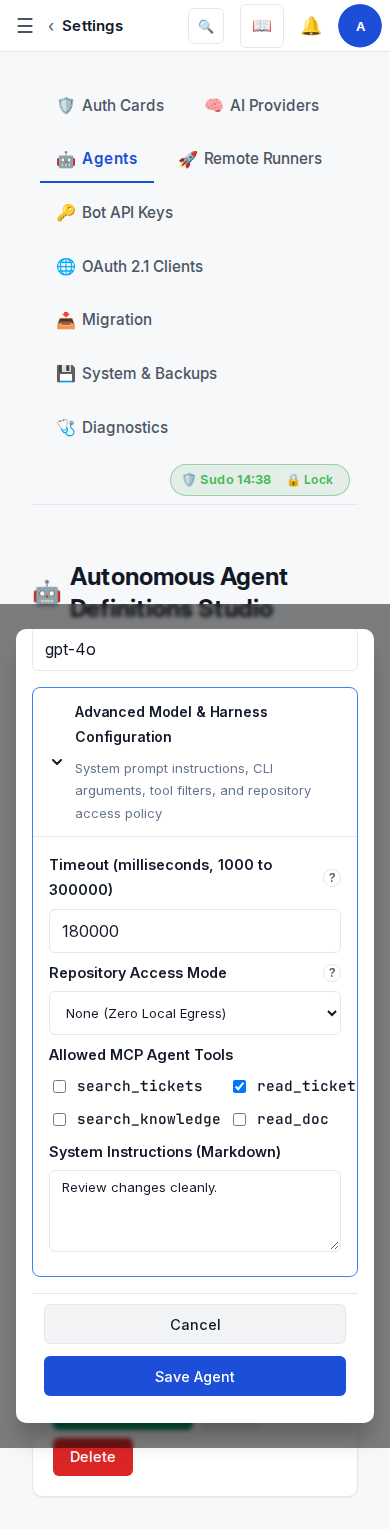 Settings
A
Auth Cards
AI Providers
Agents
Remote Runners
Bot API Keys
OAuth 2.1 Clients
Migration
System & Backups
Diagnostics
Sudo 14:38
Lock
Autonomous Agent
Definitions Studio
gpt-4o
Advanced Model & Harness
Configuration
System prompt instructions, CLI
arguments, tool filters, and repository
access policy
Timeout (milliseconds, 1000 to
300000)
?
180000
Repository Access Mode
?
None (Zero Local Egress)
Allowed MCP Agent Tools
search_tickets
read_ticket
search_knowledge
read_doc
System Instructions (Markdown)
Review changes cleanly.
Cancel
Save Agent
Delete